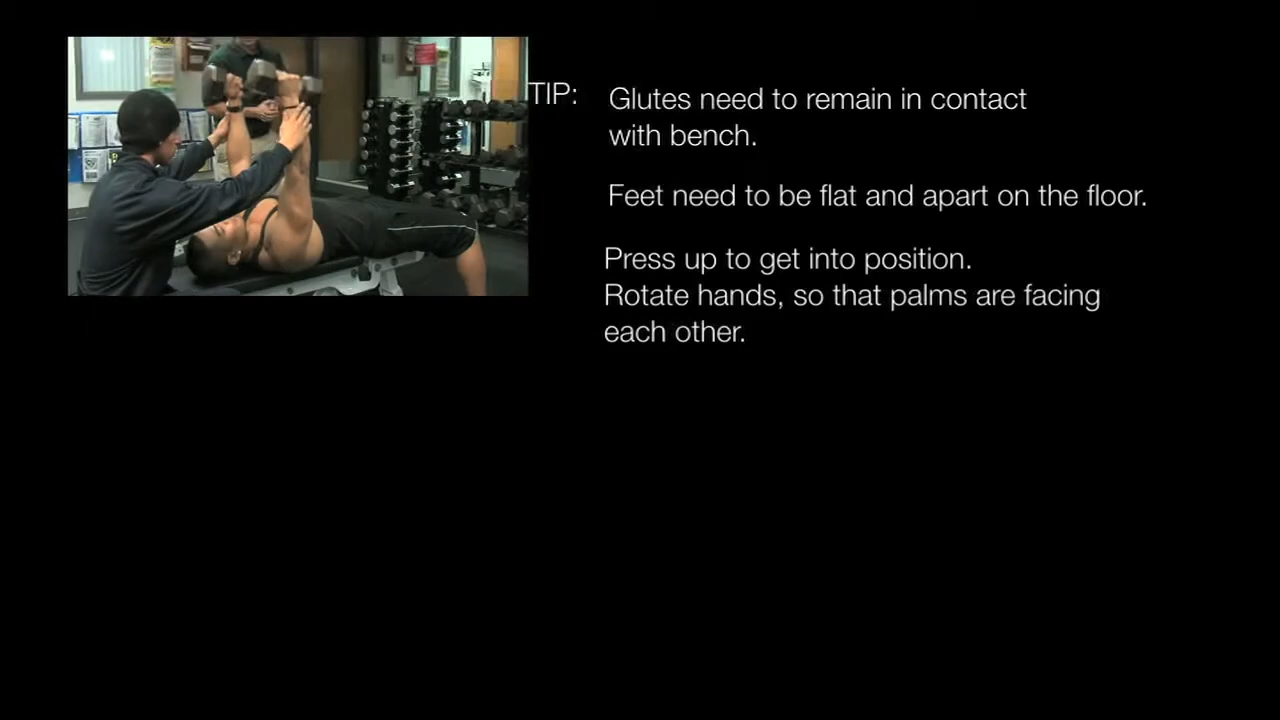 TIP:
Glutes need to remain in contact
with bench.
Feet need to be flat and apart on the floor.
Press up to get into position.
Rotate hands, so that palms are facing
each other.